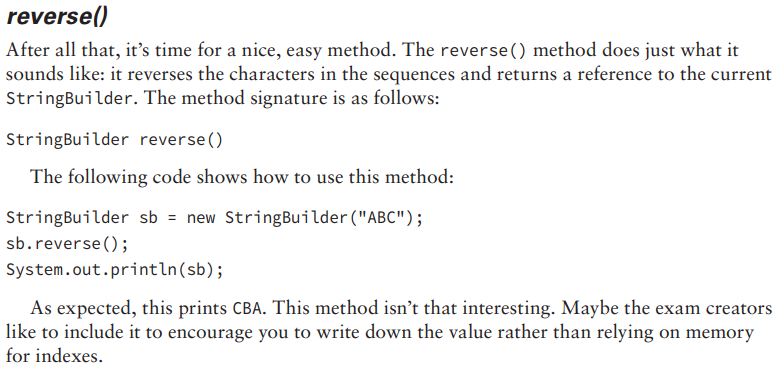 reverse()
After all that, it’s time for a nice, easy method. The reverse() method does just what it
sounds like: it reverses the characters in the sequences and returns a reference to the current
StringBuilder. The method signature is as follows:
StringBuilder reverse()
The following code shows how to use this method:
StringBuilder sb = new StringBuilder("ABC");
sb.reverse();
System.out.println(sb);
As expected, this prints CBA. This method isn’t that interesting. Maybe the exam creators
like to include it to encourage you to write down the value rather than relying on memory
for indexes.